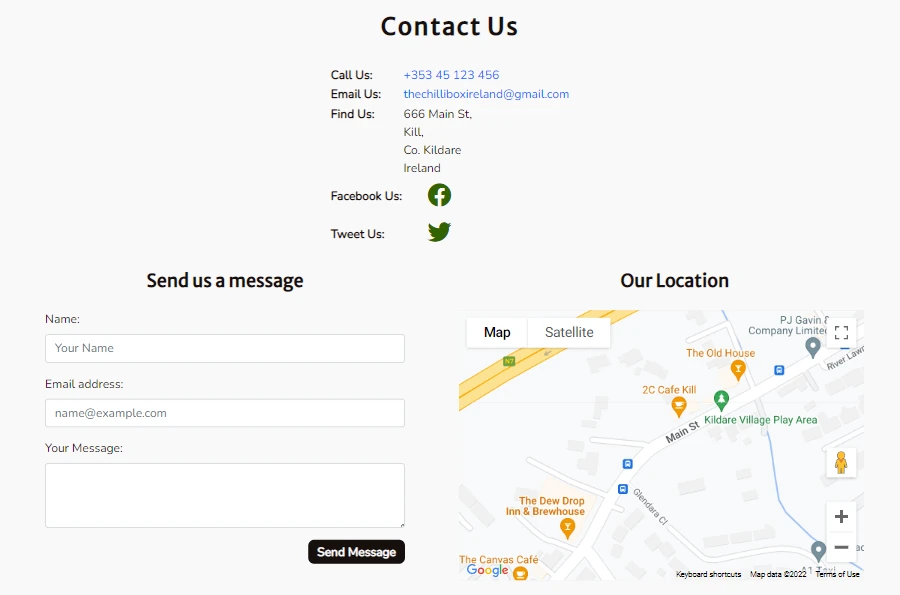 Contact Us
Call Us: +353 45 123 456
Email Us: thechilliboxireland@gmail.com
Find Us: 666 Main St,
Kill,
Co. Kildare
Ireland
Facebook Us:
Tweet Us:
Send us a message
Name:
Your Name
Email address:
name@example.com
Your Message:
Send Message
Our Location
Map Satellite
PJ Gavin &
Company Limited
River Lawn
N7
The Old House
2C Cafe Kill
Kildare Village Play Area
Main St
Glendara Ct
The Dew Drop
Inn & Brewhouse
The Canvas Café
A1 Taxi
Google
Keyboard shortcuts Map data ©2022 Terms of Use